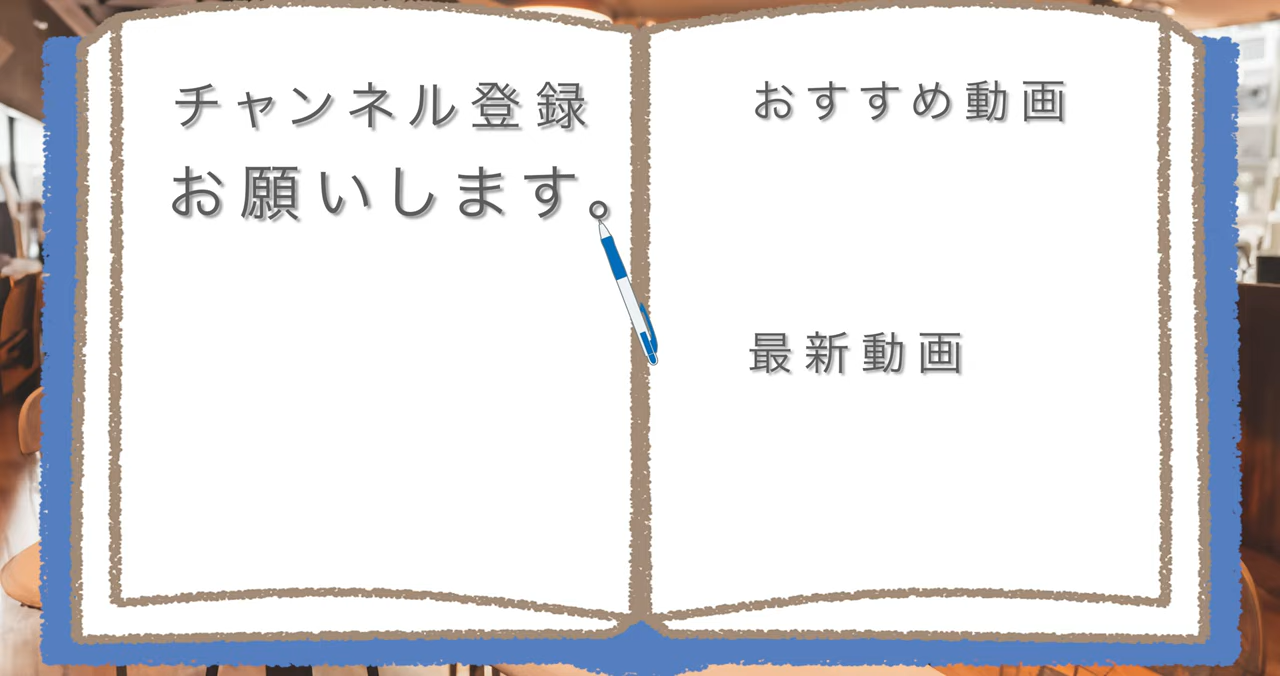 チャンネル登録
お願いします。
おすすめ動画
最新動画